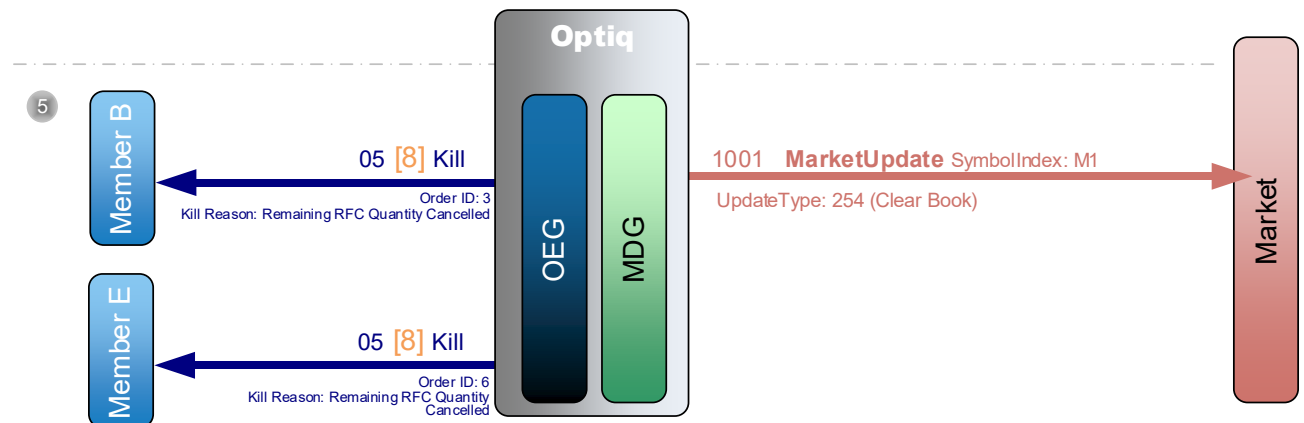 Optiq
5
Member B
05 [8] Kill
Order ID: 3
Kill Reason: Remaining RFC Quantity Cancelled
OEG
MDG
1001 MarketUpdate SymbolIndex: M1
UpdateType: 254 (Clear Book)
Market
Member E
05 [8] Kill
Order ID: 6
Kill Reason: Remaining RFC Quantity
Cancelled